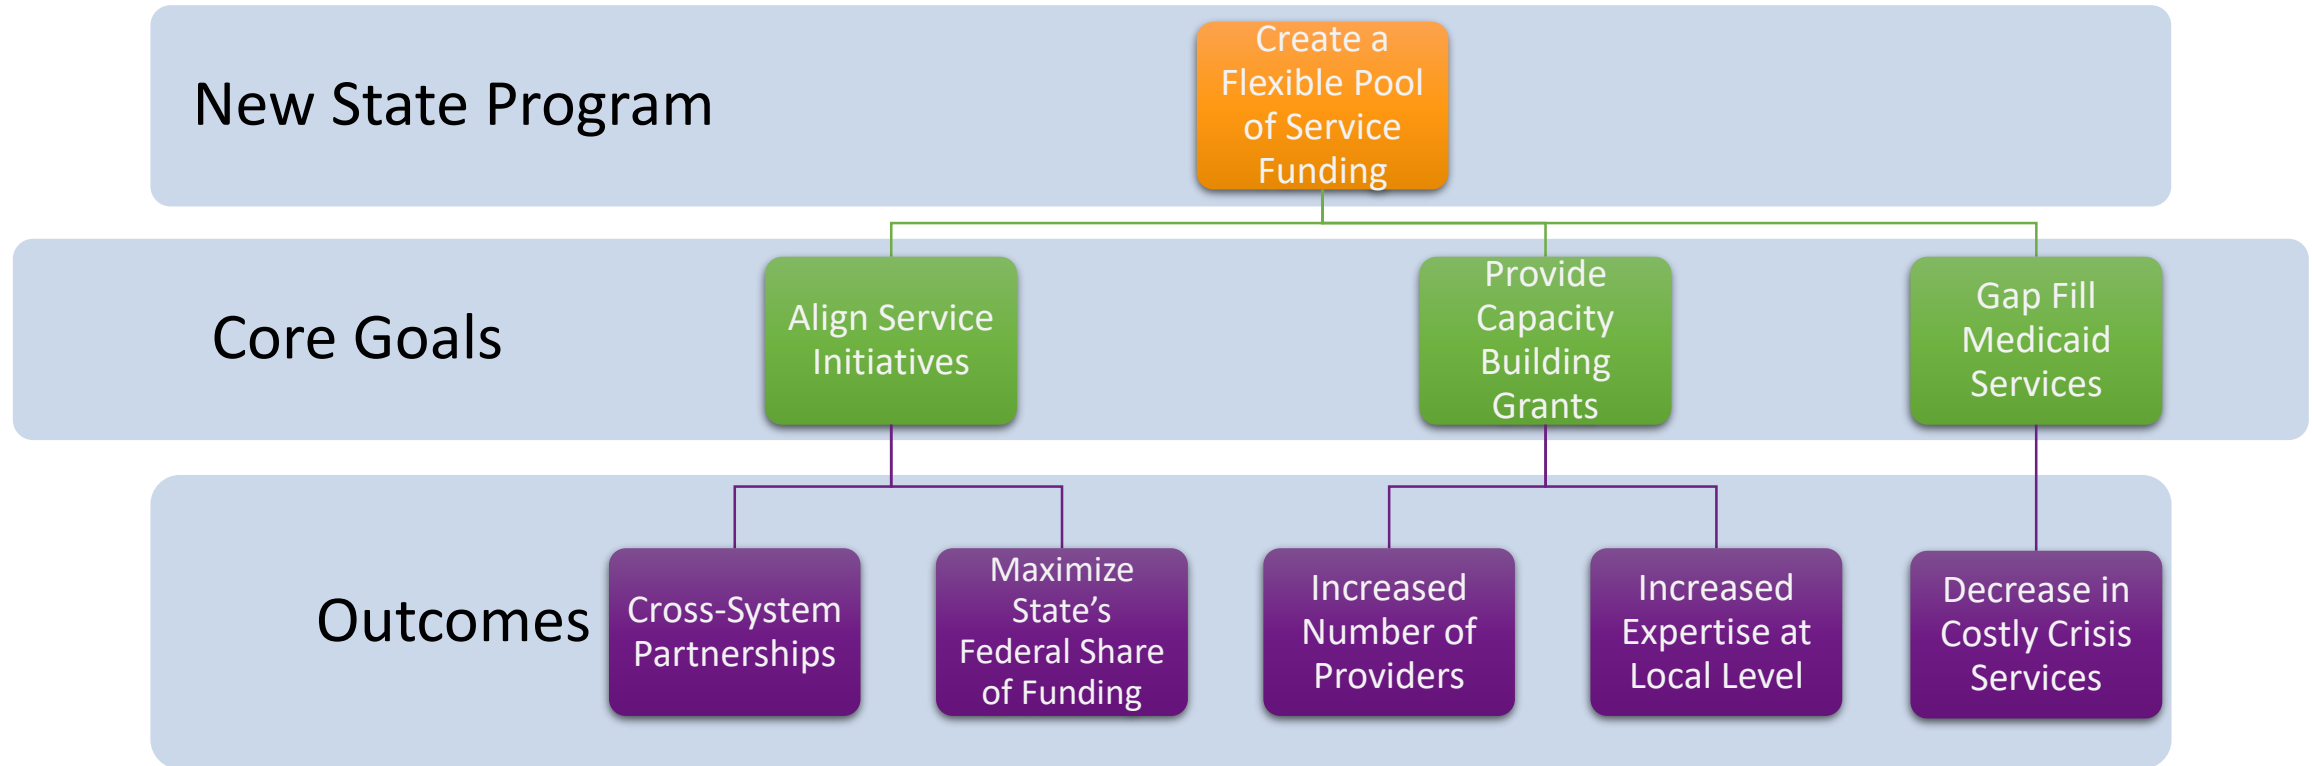 New State Program
Create a
Flexible Pool
of Service
Funding
Core Goals
Align Service
Initiatives
Provide
Capacity
Building
Grants
Gap Fill
Medicaid
Services
Outcomes
Cross-System
Partnerships
Maximize
State’s
Federal Share
of Funding
Increased
Number of
Providers
Increased
Expertise at
Local Level
Decrease in
Costly Crisis
Services